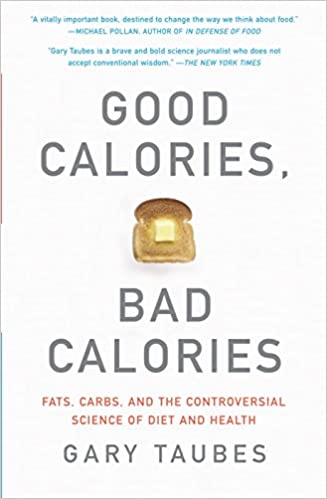 "A vitally important book, destined to change the way we think about food."
—MICHAEL POLLAN, AUTHOR OF IN DEFENSE OF FOOD
"Gary Taubes is a brave and bold science journalist who does not
accept conventional wisdom." —THE NEW YORK TIMES
GOOD
CALORIES,
BAD
CALORIES
FATS, CARBS, AND THE CONTROVERSIAL
SCIENCE OF DIET AND HEALTH
GARY TAUBES